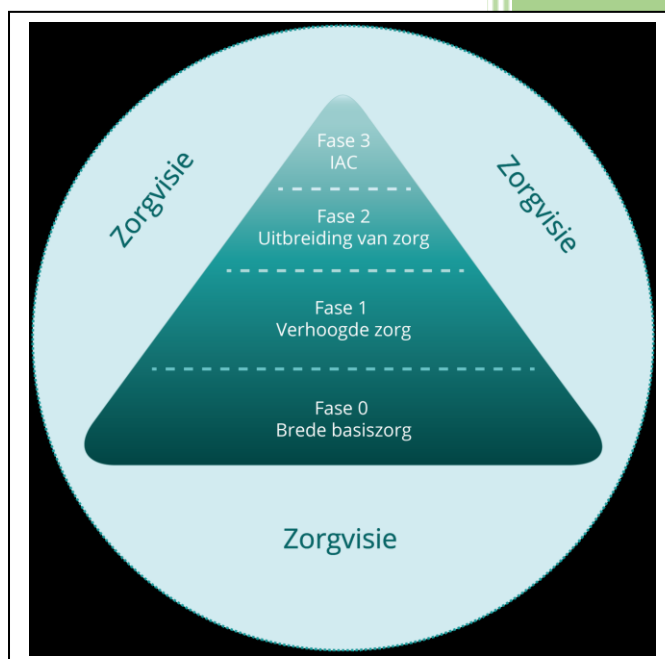 Zorgvisie
Zorgvisie
Fase 3
IAC
Fase 2
Uitbreiding van zorg
Fase 1
Verhoogde zorg
Fase 0
Brede basiszorg
Zorgvisie